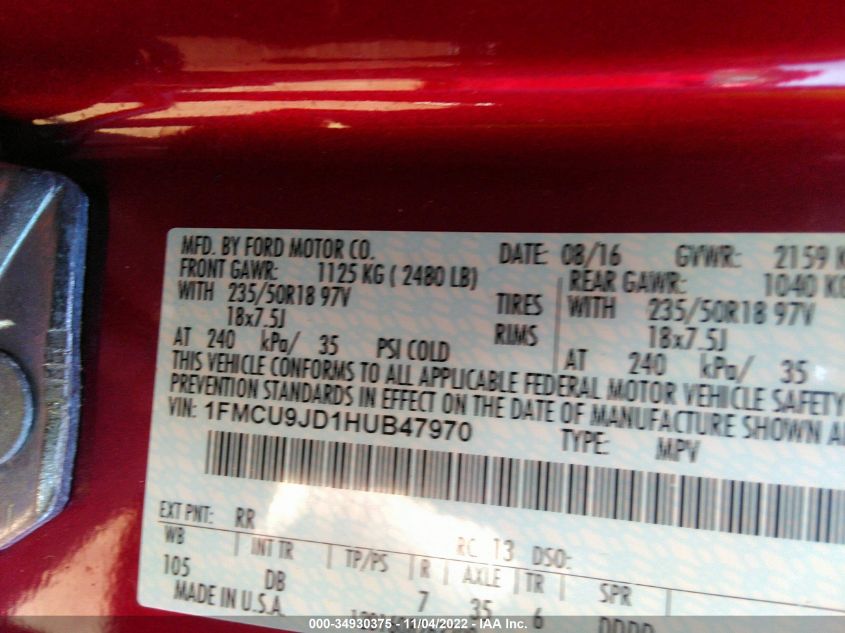 MFD. BY FORD MOTOR CO. DATE: 08/16 GVWR: 2159 K
FRONT GAWR: 1125 KG ( 2480 LB) REAR GAWR: 1040 KG
WITH 235/50R18 97V TIRES WITH 235/50R18 97V
18x7.5J RIMS 18x7.5J
AT 240 kPa/ 35 PSI COLD AT 240 kPa/ 35
THIS VEHICLE CONFORMS TO ALL APPLICABLE FEDERAL MOTOR VEHICLE SAFETY
PREVENTION STANDARDS IN EFFECT ON THE DATE OF MANUFACTURE SHOWN
VIN: 1FMCU9JD1HUB47970
TYPE: MPV
EXT PNT: RR RC 13 DSO:
WB INT TR TP/PS R AXLE TR SPR
105 DB 7 35 6 DDDD
MADE IN U.S.A.
000-34930375 - 11/04/2022 - IAA Inc.